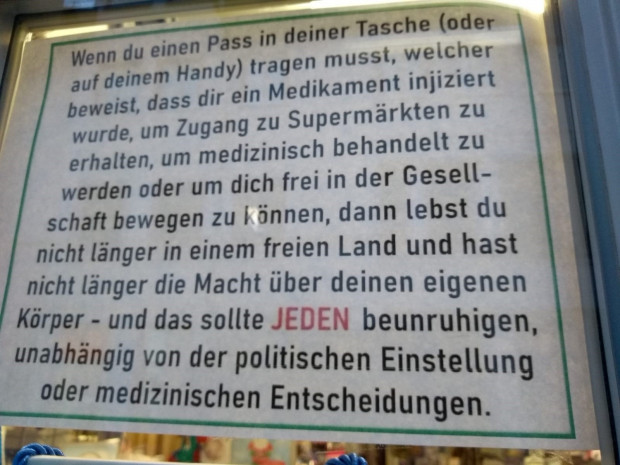 Wenn du einen Pass in deiner Tasche (oder
auf deinem Handy) tragen musst, welcher
beweist, dass dir ein Medikament injiziert
wurde, um Zugang zu Supermärkten zu
erhalten, um medizinisch behandelt zu
werden oder um dich frei in der Gesell-
schaft bewegen zu können, dann lebst du
nicht länger in einem freien Land und hast
nicht länger die Macht über deinen eigenen
Körper - und das sollte JEDEN beunruhigen,
unabhängig von der politischen Einstellung
oder medizinischen Entscheidungen.